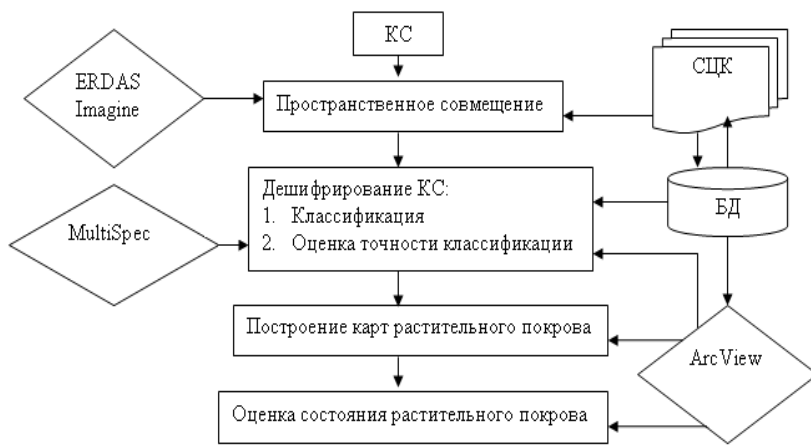 КС
ERDAS
Imagine
СЦК
Пространственное совмещение
Дешифрирование КС:
1. Классификация
2. Оценка точности классификации
БД
MultiSpec
Построение карт растительного покрова
ArcView
Оценка состояния растительного покрова